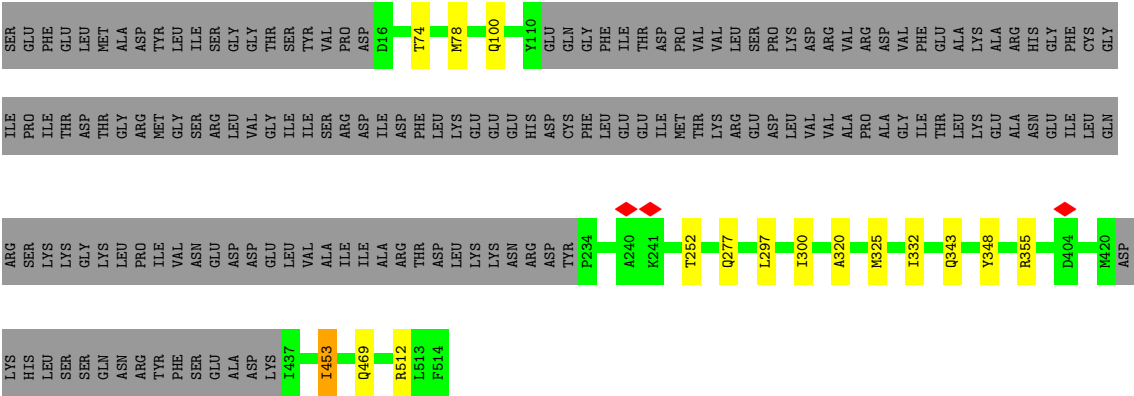 SER GLU PHE GLU LEU MET ALA ASP TYR LEU ILE SER GLY GLY THR SER TYR VAL PRO ASP D16 T74 M78 Q100 Y110 GLU GLN GLY PHE ILE THR ASP PRO VAL VAL LEU SER PRO LYS ASP ARG VAL ARG ASP VAL PHE GLU ALA LYS ALA ARG HIS GLY PHE CYS GLY
ILE PRO ILE THR ASP THR GLY ARG MET GLY SER ARG LEU VAL GLY ILE ILE SER ARG ASP ILE ASP PHE LEU LYS GLU GLU GLU HIS ASP CYS PHE LEU GLU GLU ILE MET THR LYS ARG GLU ASP LEU VAL VAL ALA PRO ALA GLY ILE THR LEU LYS GLU ALA ASN GLU ILE LEU GLN
ARG SER LYS LYS GLY LYS LEU PRO ILE VAL ASN GLU ASP ASP GLU LEU VAL ALA ILE ILE ALA ARG THR ASP LEU LYS LYS ASN ARG ASP TYR P234 A240 K241 T252 Q277 L297 I300 A320 M325 I332 Q343 Y348 R355 D404 M420 ASP
LYS HIS LEU SER SER GLN ASN ARG TYR PHE SER GLU ALA ASP LYS I437 I453 Q469 R512 L513 F514